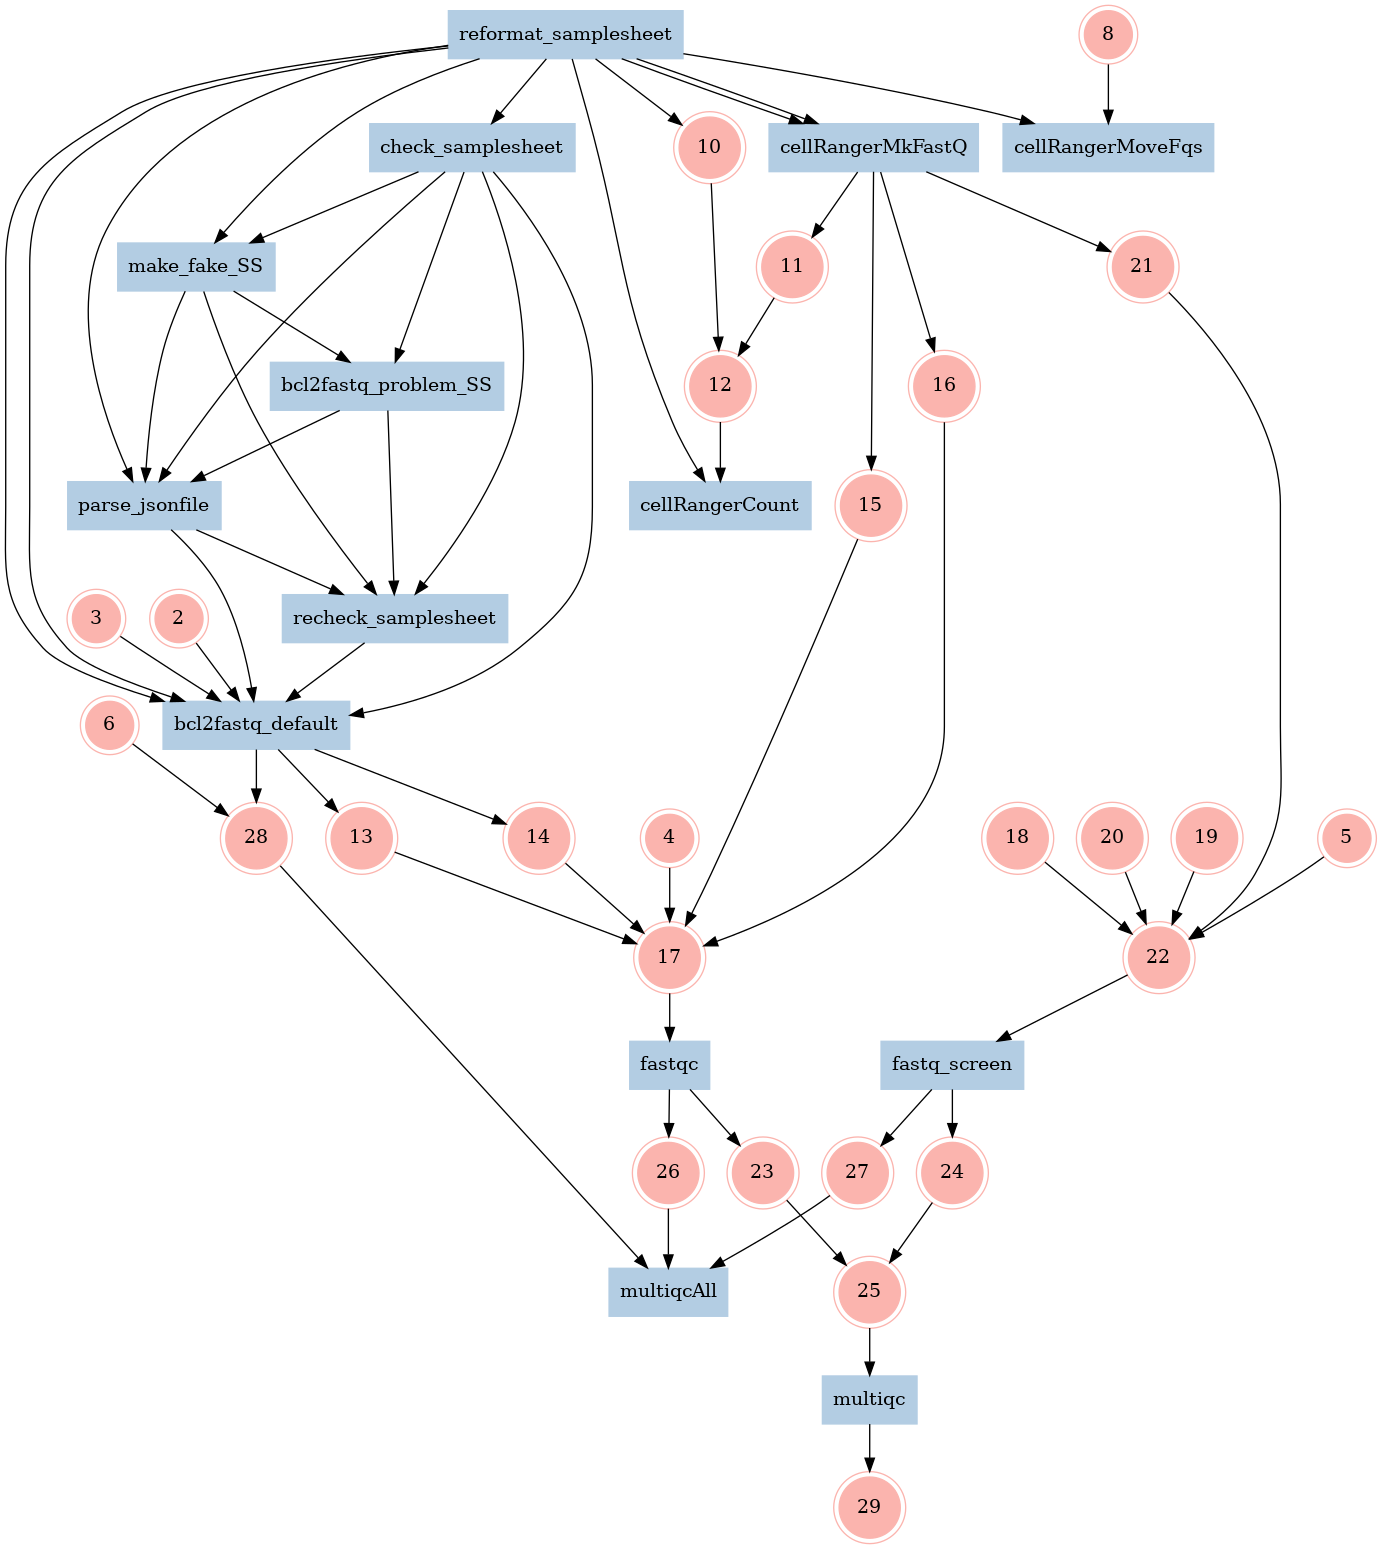 reformat_samplesheet
8
check_samplesheet
10
cellRangerMkFastQ
cellRangerMoveFqs
make_fake_SS
11
21
bcl2fastq_problem_SS
12
16
parse_jsonfile
cellRangerCount
15
3
2
recheck_samplesheet
6
bcl2fastq_default
28
13
14
4
18
20
19
5
17
22
fastqc
fastq_screen
26
23
27
24
multiqcAll
25
multiqc
29